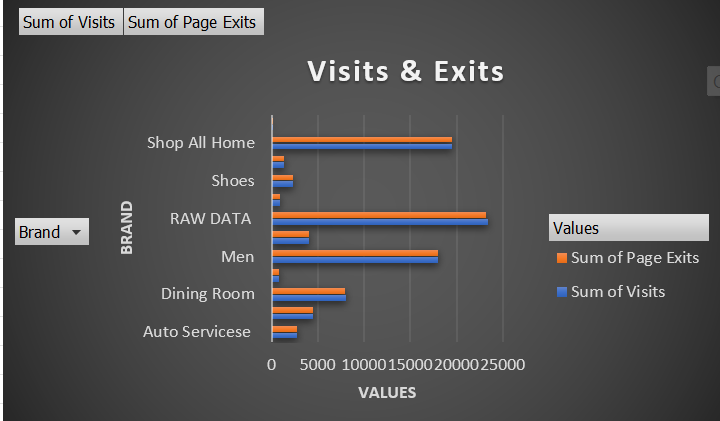 Sum of Visits Sum of Page Exits
Visits & Exits
Shop All Home
Shoes
RAW DATA
Men
Dining Room
Auto Servicese
BRAND
Brand
0 5000 10000 15000 20000 25000
VALUES
Values
Sum of Page Exits
Sum of Visits